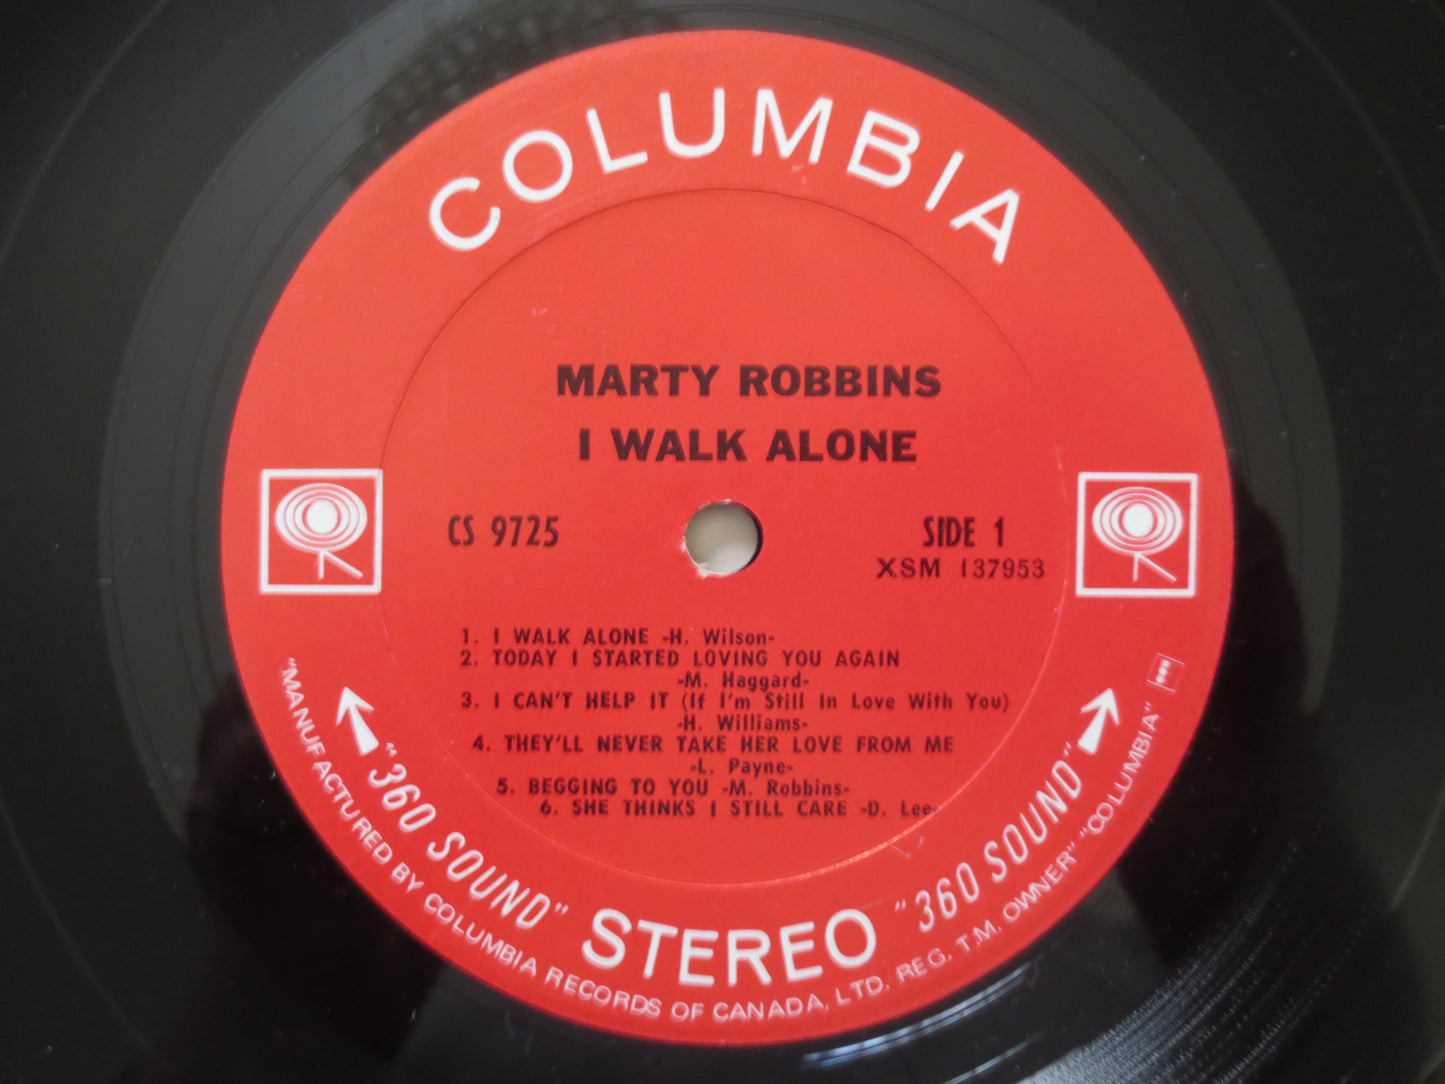 COLUMBIA
MARTY ROBBINS
I WALK ALONE
CS 9725
SIDE 1
XSM 137953
1. I WALK ALONE -H. Wilson-
2. TODAY I STARTED LOVING YOU AGAIN
-M. Haggard-
3. I CAN'T HELP IT (If I'm Still In Love With You)
-H. Williams-
4. THEY'LL NEVER TAKE HER LOVE FROM ME
-L. Payne-
5. BEGGING TO YOU -M. Robbins-
6. SHE THINKS I STILL CARE -D. Lee-
"360 SOUND" STEREO "360 SOUND"
"MANUFACTURED BY COLUMBIA RECORDS OF CANADA, LTD. REG. T.M. OWNER" "COLUMBIA"